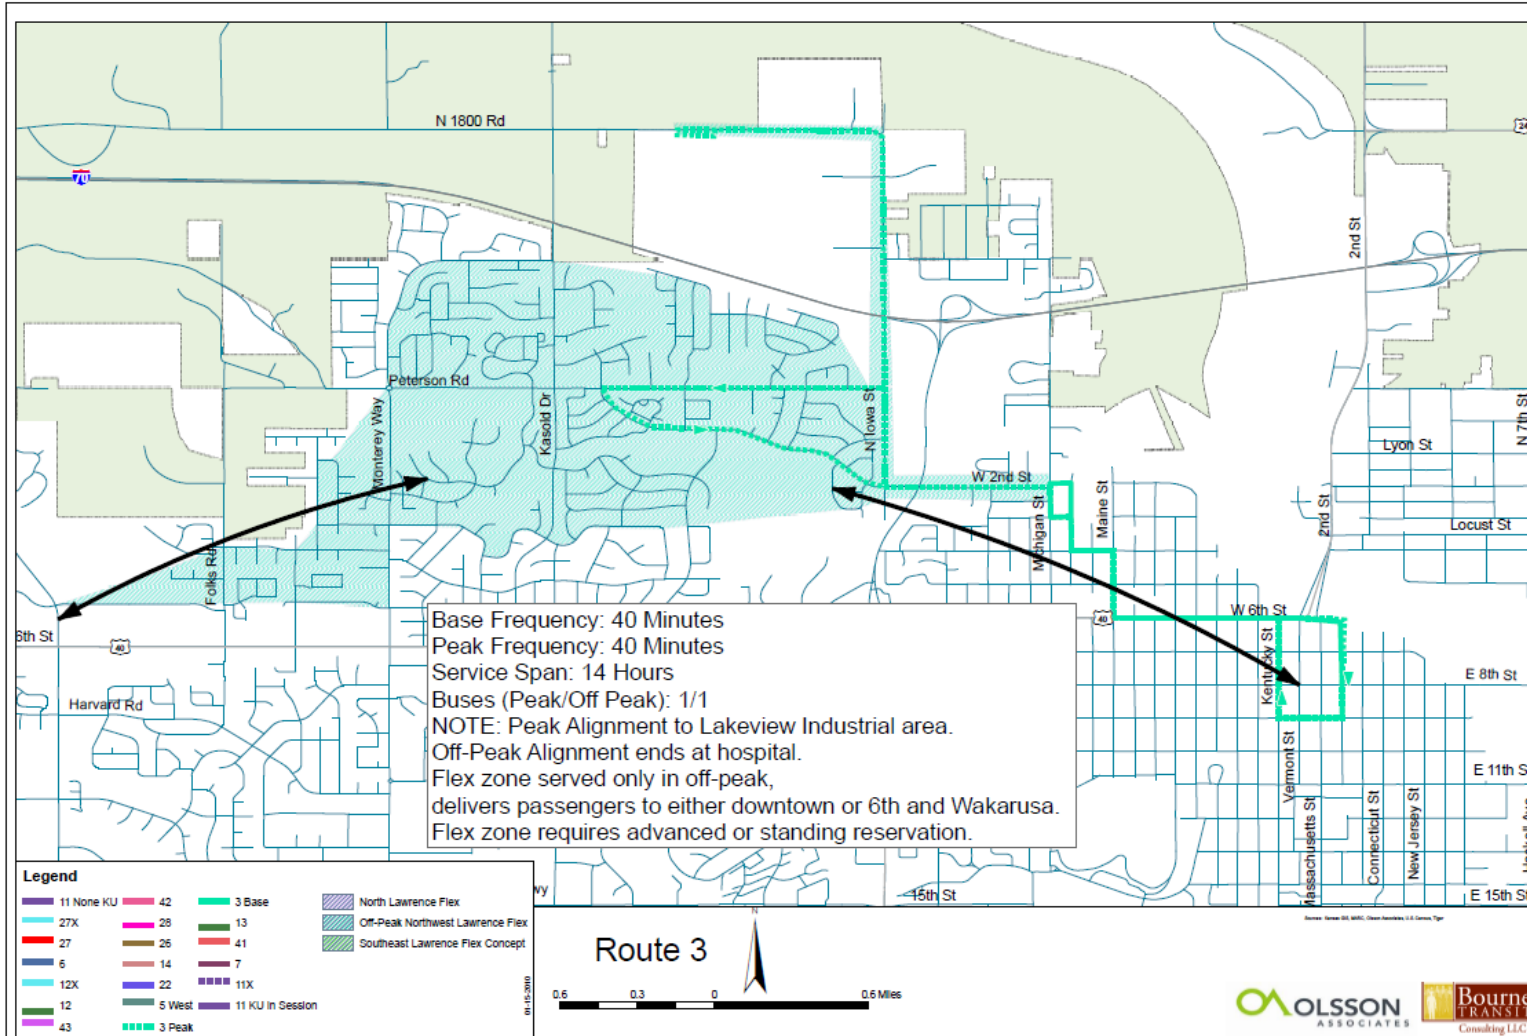 N 1800 Rd
24
70
2nd St
Peterson Rd
Monterey Way
Kasold Dr
N Iowa St
N 7th St
Lyon St
W 2nd St
Michigan St
Maine St
2nd St
Locust St
Folks Rd
6th St
40
W 6th St
40
Kentucky St
E 8th St
Harvard Rd
Base Frequency: 40 Minutes
Peak Frequency: 40 Minutes
Service Span: 14 Hours
Buses (Peak/Off Peak): 1/1
NOTE: Peak Alignment to Lakeview Industrial area.
Off-Peak Alignment ends at hospital.
Flex zone served only in off-peak,
delivers passengers to either downtown or 6th and Wakarusa.
Flex zone requires advanced or standing reservation.
Vermont St
Massachusetts St
Connecticut St
New Jersey St
E 11th S
15th St
E 15th St
wy
Legend
11 None KU
42
3 Base
North Lawrence Flex
27X
28
13
Off-Peak Northwest Lawrence Flex
27
26
41
Southeast Lawrence Flex Concept
6
14
7
12X
22
11X
12
5 West
11 KU In Session
43
3 Peak
01-15-2010
Route 3
N
0.6 0.3 0 0.6 Miles
OLSSON
ASSOCIATES
Bourne
TRANSIT
Consulting LLC